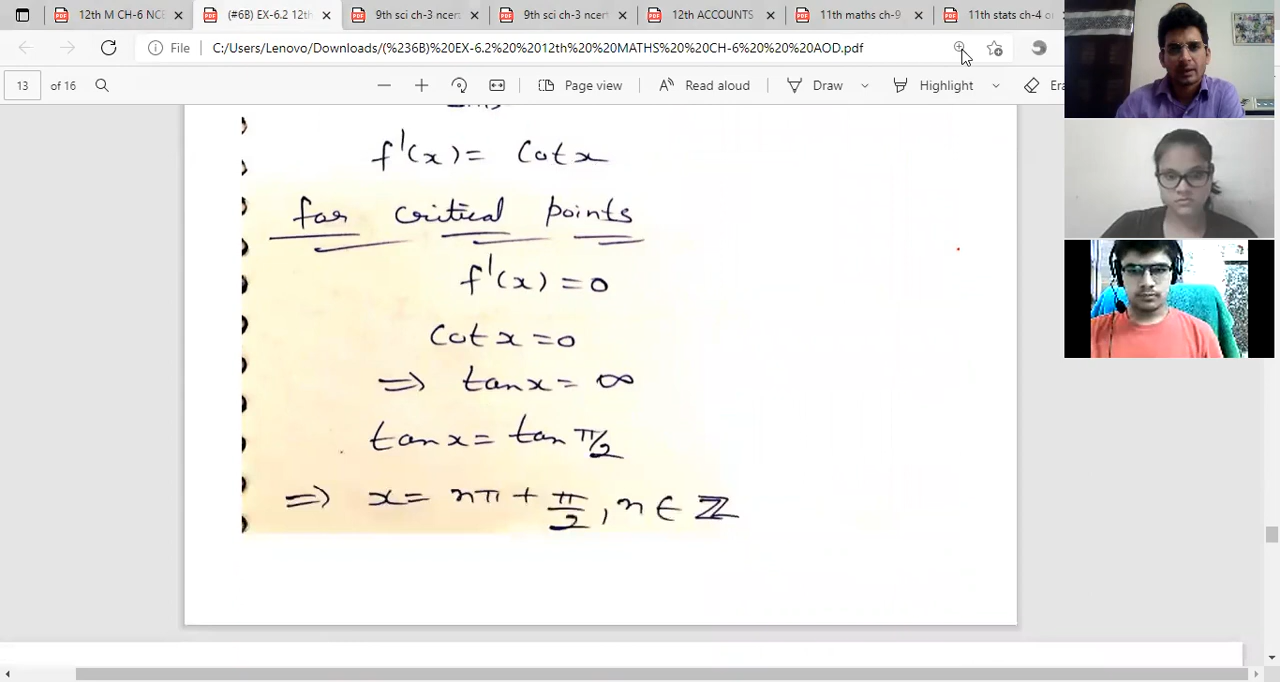 12th M CH-6 NCE
(#6B) EX-6.2 12th
9th sci ch-3 ncer
9th sci ch-3 ncert
12th ACCOUNTS
11th maths ch-9
11th stats ch-4 o
File C:/Users/Lenovo/Downloads/(%236B)%20EX-6.2%20%2012th%20%20MATHS%20%20CH-6%20%20%20AOD.pdf
13 of 16 Page view Read aloud Draw Highlight Era
f'(x) = Cot x
for critical points
f'(x) = 0
Cot x = 0
⇒ tan x = ∞
tan x = tan π/2
⇒ x = nπ + π/2, n ∈ ℤ